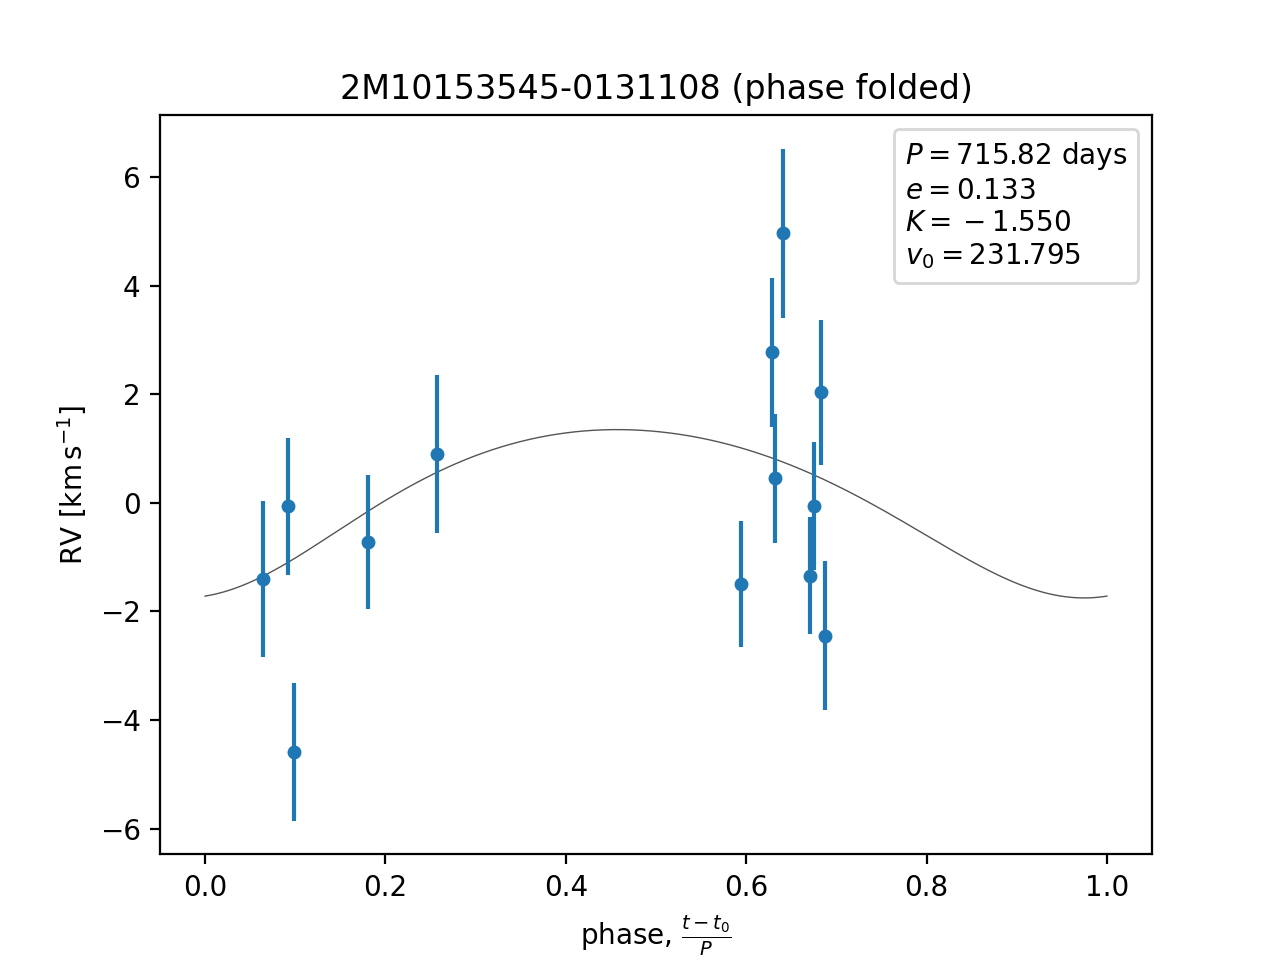 2M10153545-0131108 (phase folded)
P = 715.82 days
e = 0.133
K = −1.550
v₀ = 231.795
RV [km s⁻¹]
6
4
2
0
−2
−4
−6
0.0 0.2 0.4 0.6 0.8 1.0
phase, (t − t₀)/P